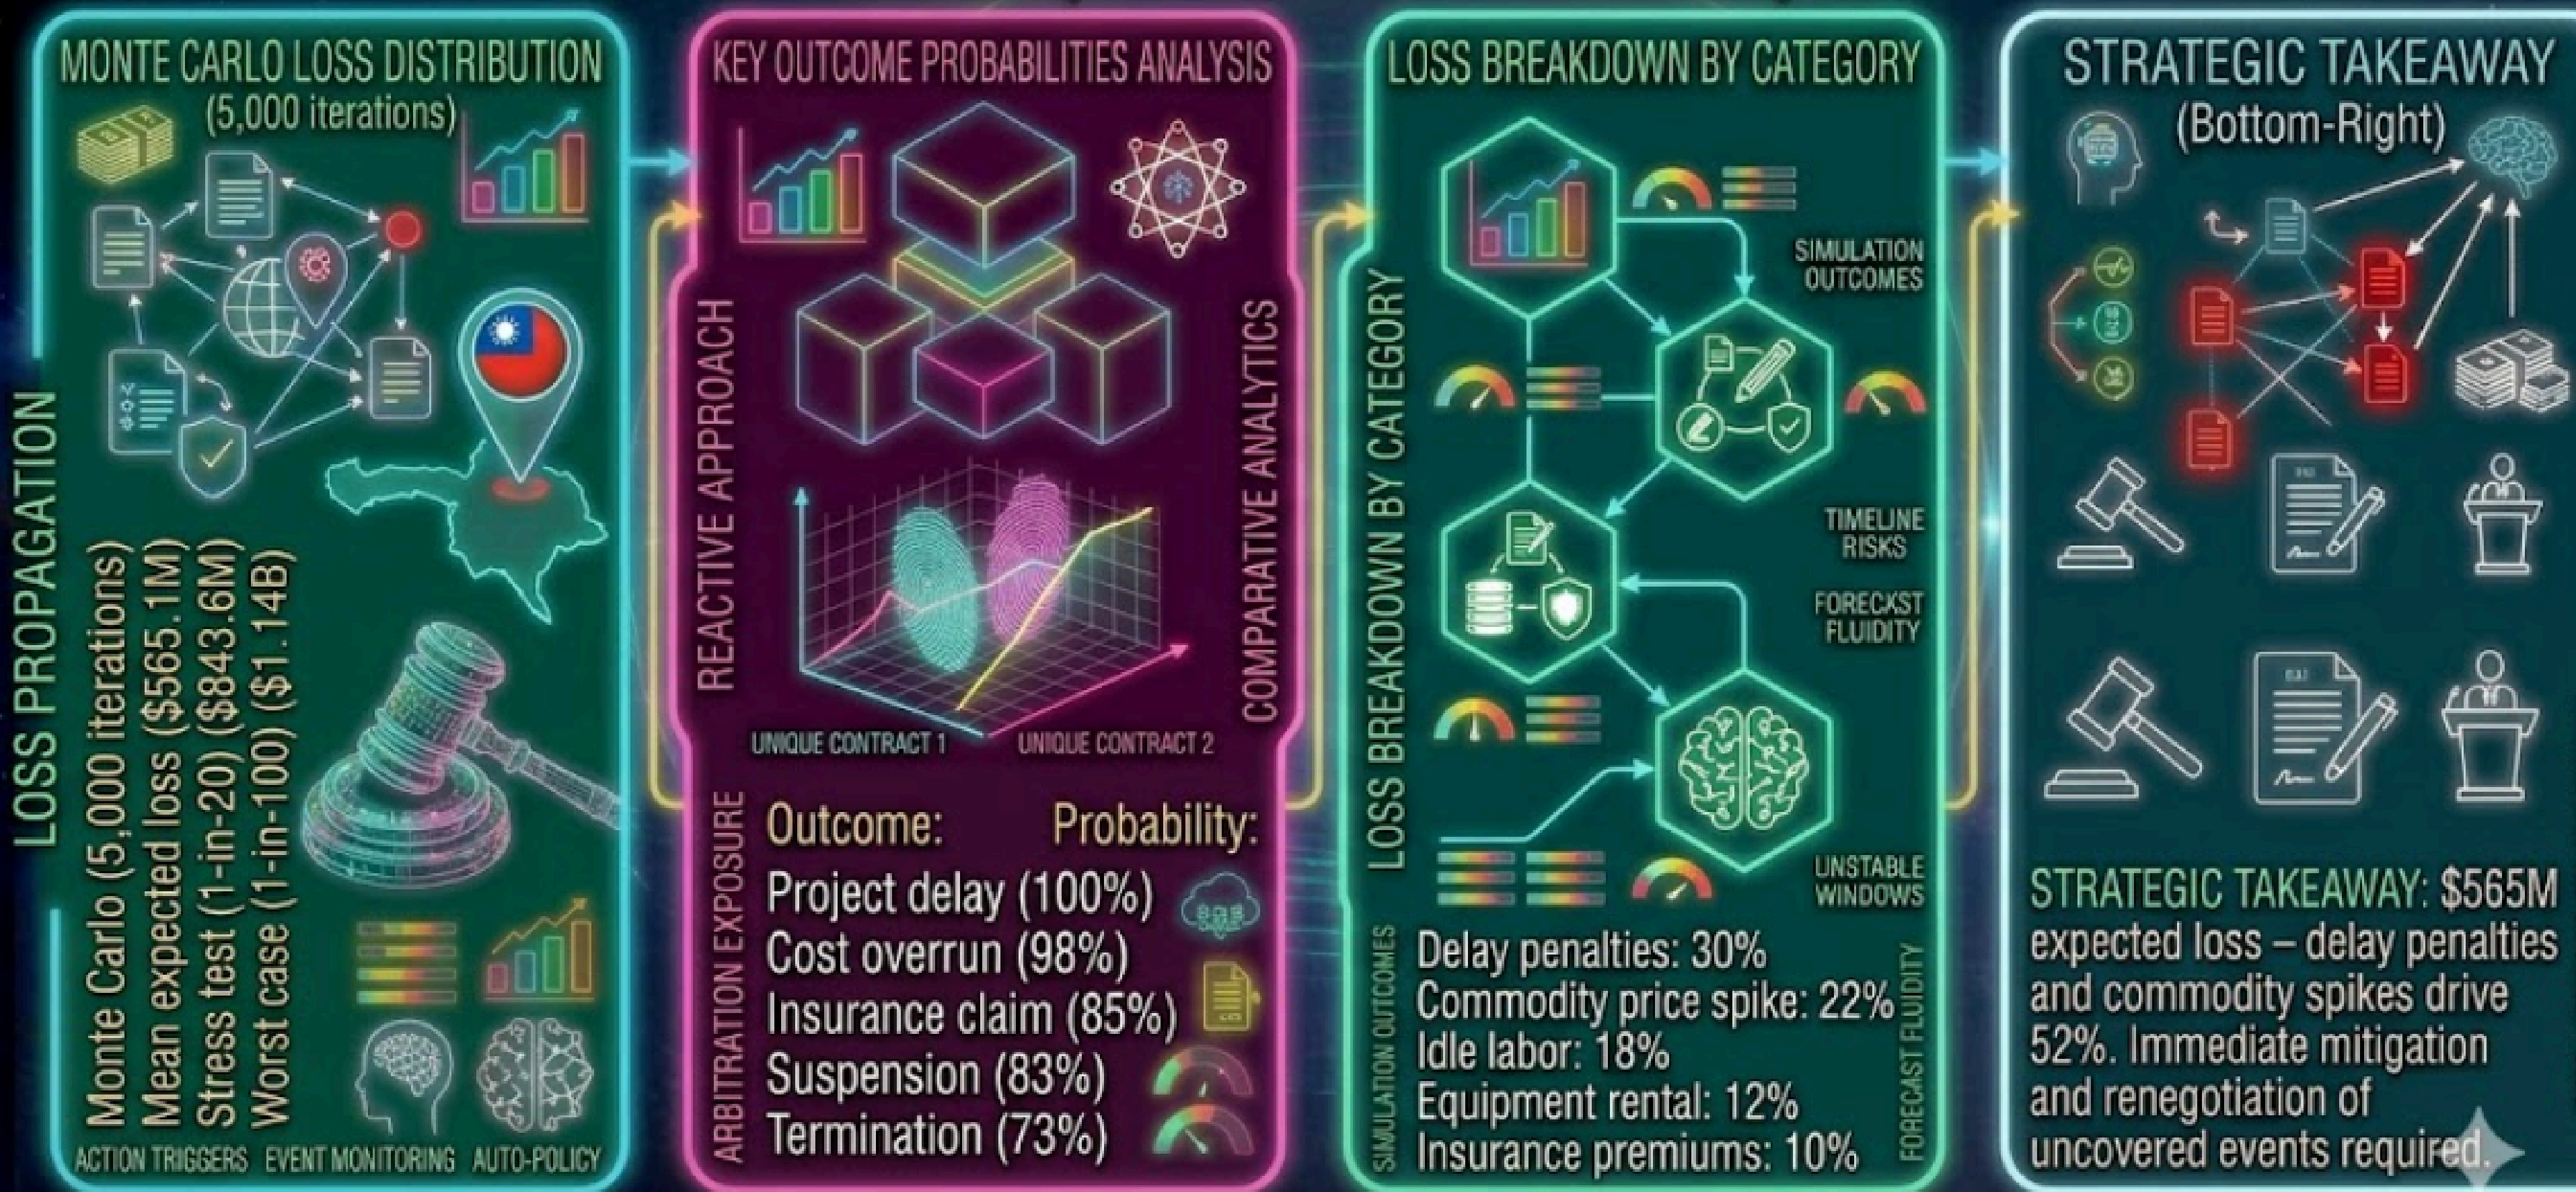 MONTE CARLO LOSS DISTRIBUTION
(5,000 iterations)
LOSS PROPAGATION
Monte Carlo (5,000 iterations)
Mean expected loss ($565.1M)
Stress test (1-in-20) ($843.6M)
Worst case (1-in-100) ($1.14B)
ACTION TRIGGERS
EVENT MONITORING
AUTO-POLICY
KEY OUTCOME PROBABILITIES ANALYSIS
REACTIVE APPROACH
COMPARATIVE ANALYTICS
UNIQUE CONTRACT 1
UNIQUE CONTRACT 2
ARBITRATION EXPOSURE
Outcome: Probability:
Project delay (100%)
Cost overrun (98%)
Insurance claim (85%)
Suspension (83%)
Termination (73%)
LOSS BREAKDOWN BY CATEGORY
LOSS BREAKDOWN BY CATEGORY
SIMULATION
OUTCOMES
TIMELINE
RISKS
FORECKST
FLUIDITY
UNSTABLE
WINDOWS
SIMULATION OUTCOMES
FORECAST FLUIDITY
Delay penalties: 30%
Commodity price spike: 22%
Idle labor: 18%
Equipment rental: 12%
Insurance premiums: 10%
STRATEGIC TAKEAWAY
(Bottom-Right)
STRATEGIC TAKEAWAY: $565M
expected loss – delay penalties
and commodity spikes drive
52%. Immediate mitigation
and renegotiation of
uncovered events required.